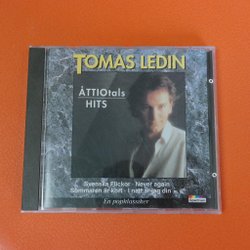 TOMAS LEDIN
ÅTTIOtals
HITS
Svenska Flickor · Never again
Sommaren är kort · I natt är jag din
En popklassiker